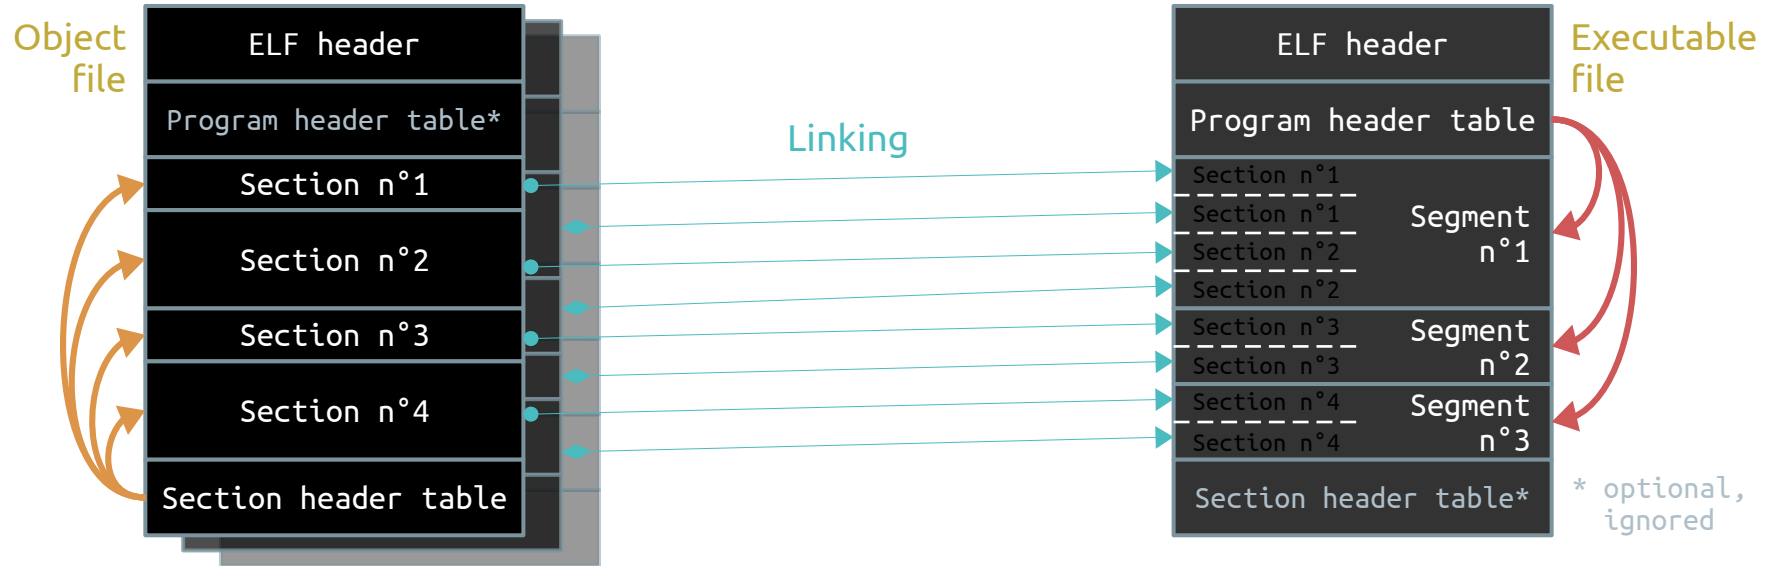 Object
file
ELF header
Program header table*
Section n°1
Section n°2
Section n°3
Section n°4
Section header table
Linking
ELF header
Program header table
Section n°1
Section n°1
Section n°2
Section n°2
Segment
n°1
Section n°3
Section n°3
Segment
n°2
Section n°4
Section n°4
Segment
n°3
Section header table*
Executable
file
* optional,
ignored